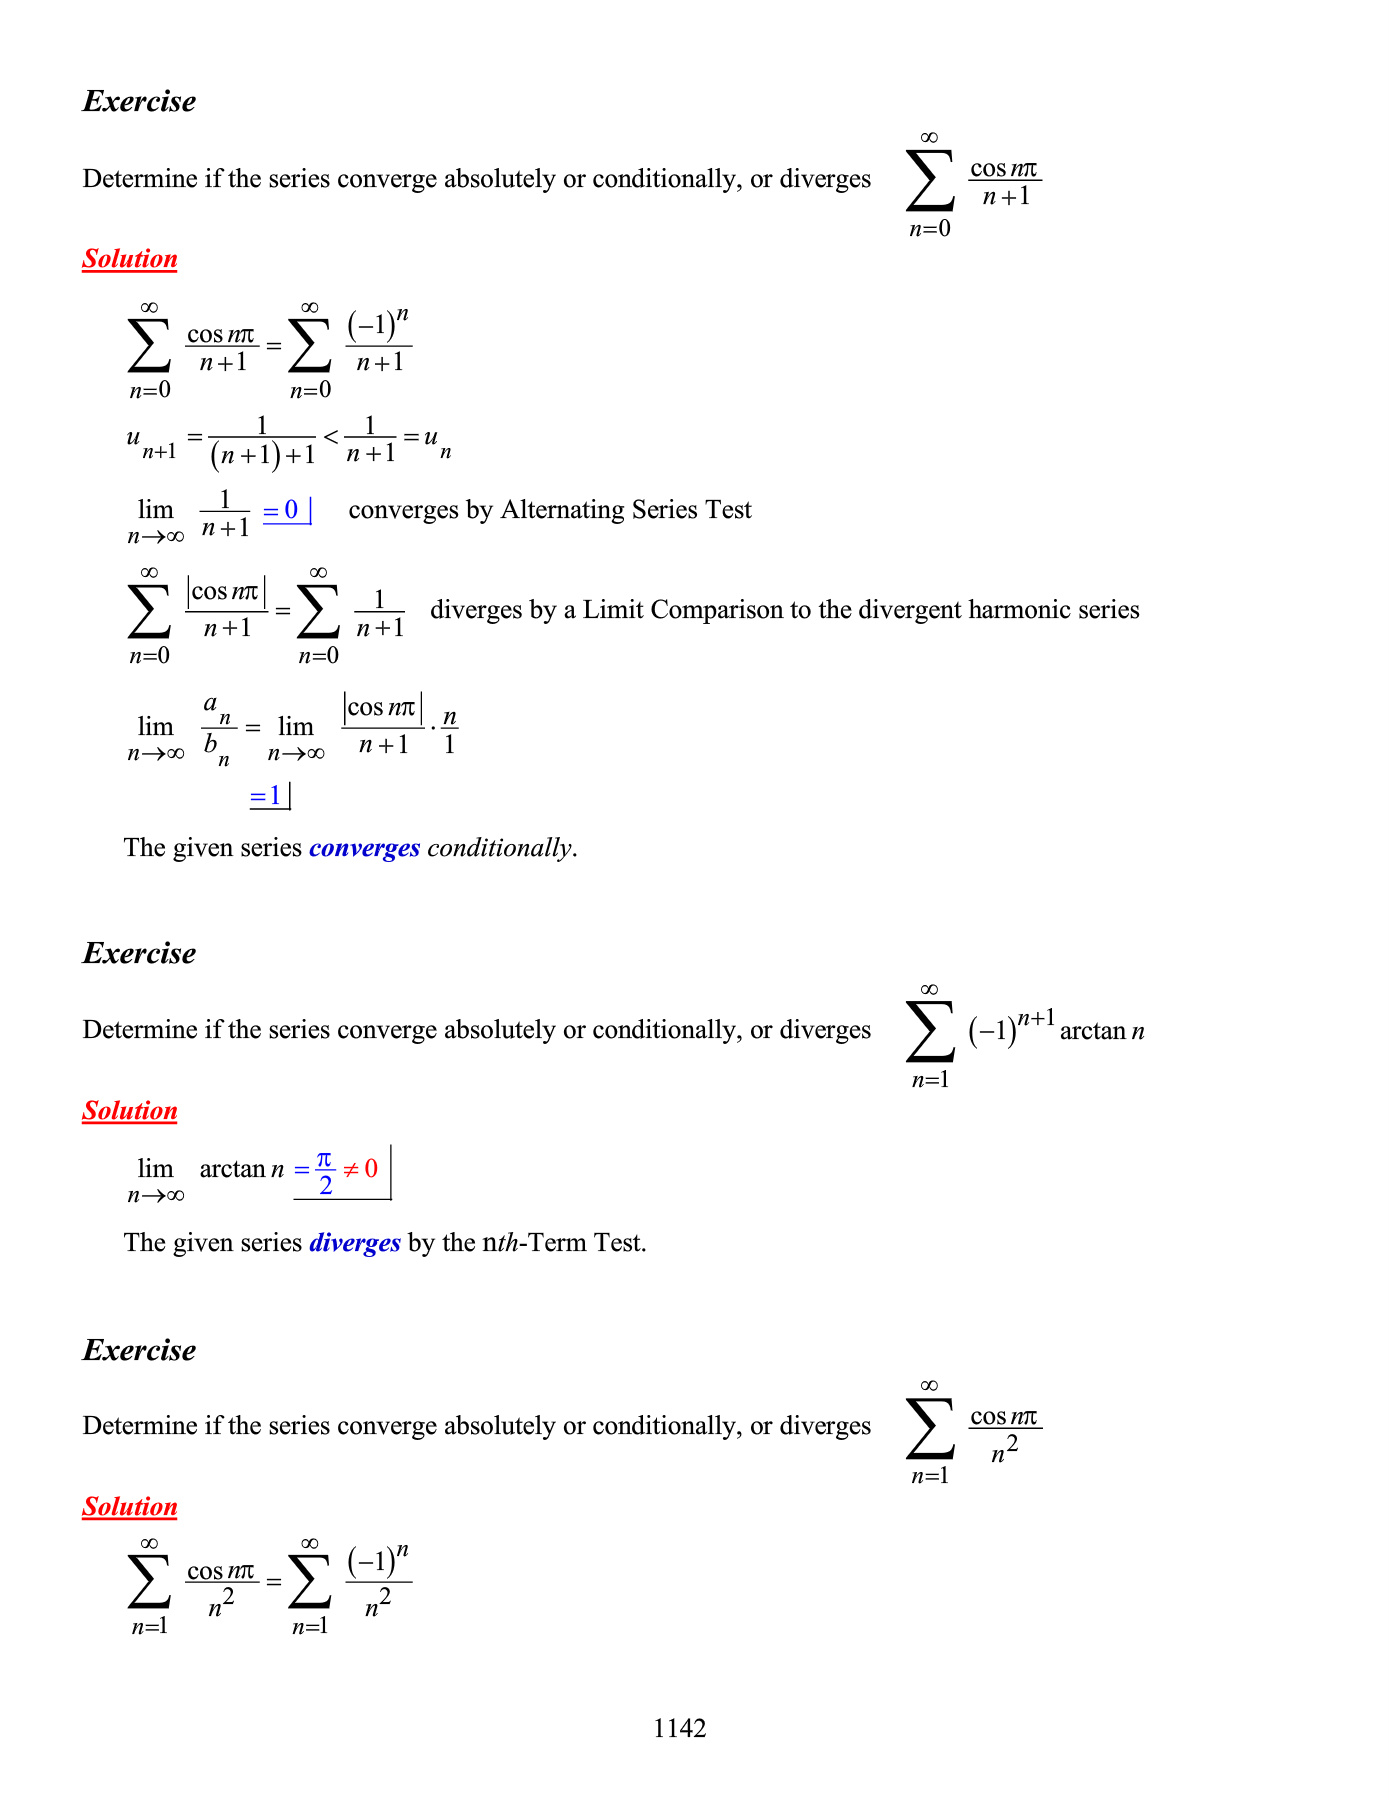 Exercise
Determine if the series converge absolutely or conditionally, or diverges $\sum_{n=0}^{\infty} \frac{\cos n\pi}{n+1}$
Solution
$\sum_{n=0}^{\infty} \frac{\cos n\pi}{n+1} = \sum_{n=0}^{\infty} \frac{(-1)^n}{n+1}$
$u_{n+1} = \frac{1}{(n+1)+1} < \frac{1}{n+1} = u_n$
$\lim_{n\to\infty} \frac{1}{n+1} = 0 |$ converges by Alternating Series Test
$\sum_{n=0}^{\infty} \frac{|\cos n\pi|}{n+1} = \sum_{n=0}^{\infty} \frac{1}{n+1}$ diverges by a Limit Comparison to the divergent harmonic series
$\lim_{n\to\infty} \frac{a_n}{b_n} = \lim_{n\to\infty} \frac{|\cos n\pi|}{n+1} \cdot \frac{n}{1}$
$= 1 |$
The given series converges conditionally.
Exercise
Determine if the series converge absolutely or conditionally, or diverges $\sum_{n=1}^{\infty} (-1)^{n+1} \arctan n$
Solution
$\lim_{n\to\infty} \arctan n = \frac{\pi}{2} \neq 0 |$
The given series diverges by the nth-Term Test.
Exercise
Determine if the series converge absolutely or conditionally, or diverges $\sum_{n=1}^{\infty} \frac{\cos n\pi}{n^2}$
Solution
$\sum_{n=1}^{\infty} \frac{\cos n\pi}{n^2} = \sum_{n=1}^{\infty} \frac{(-1)^n}{n^2}$
1142